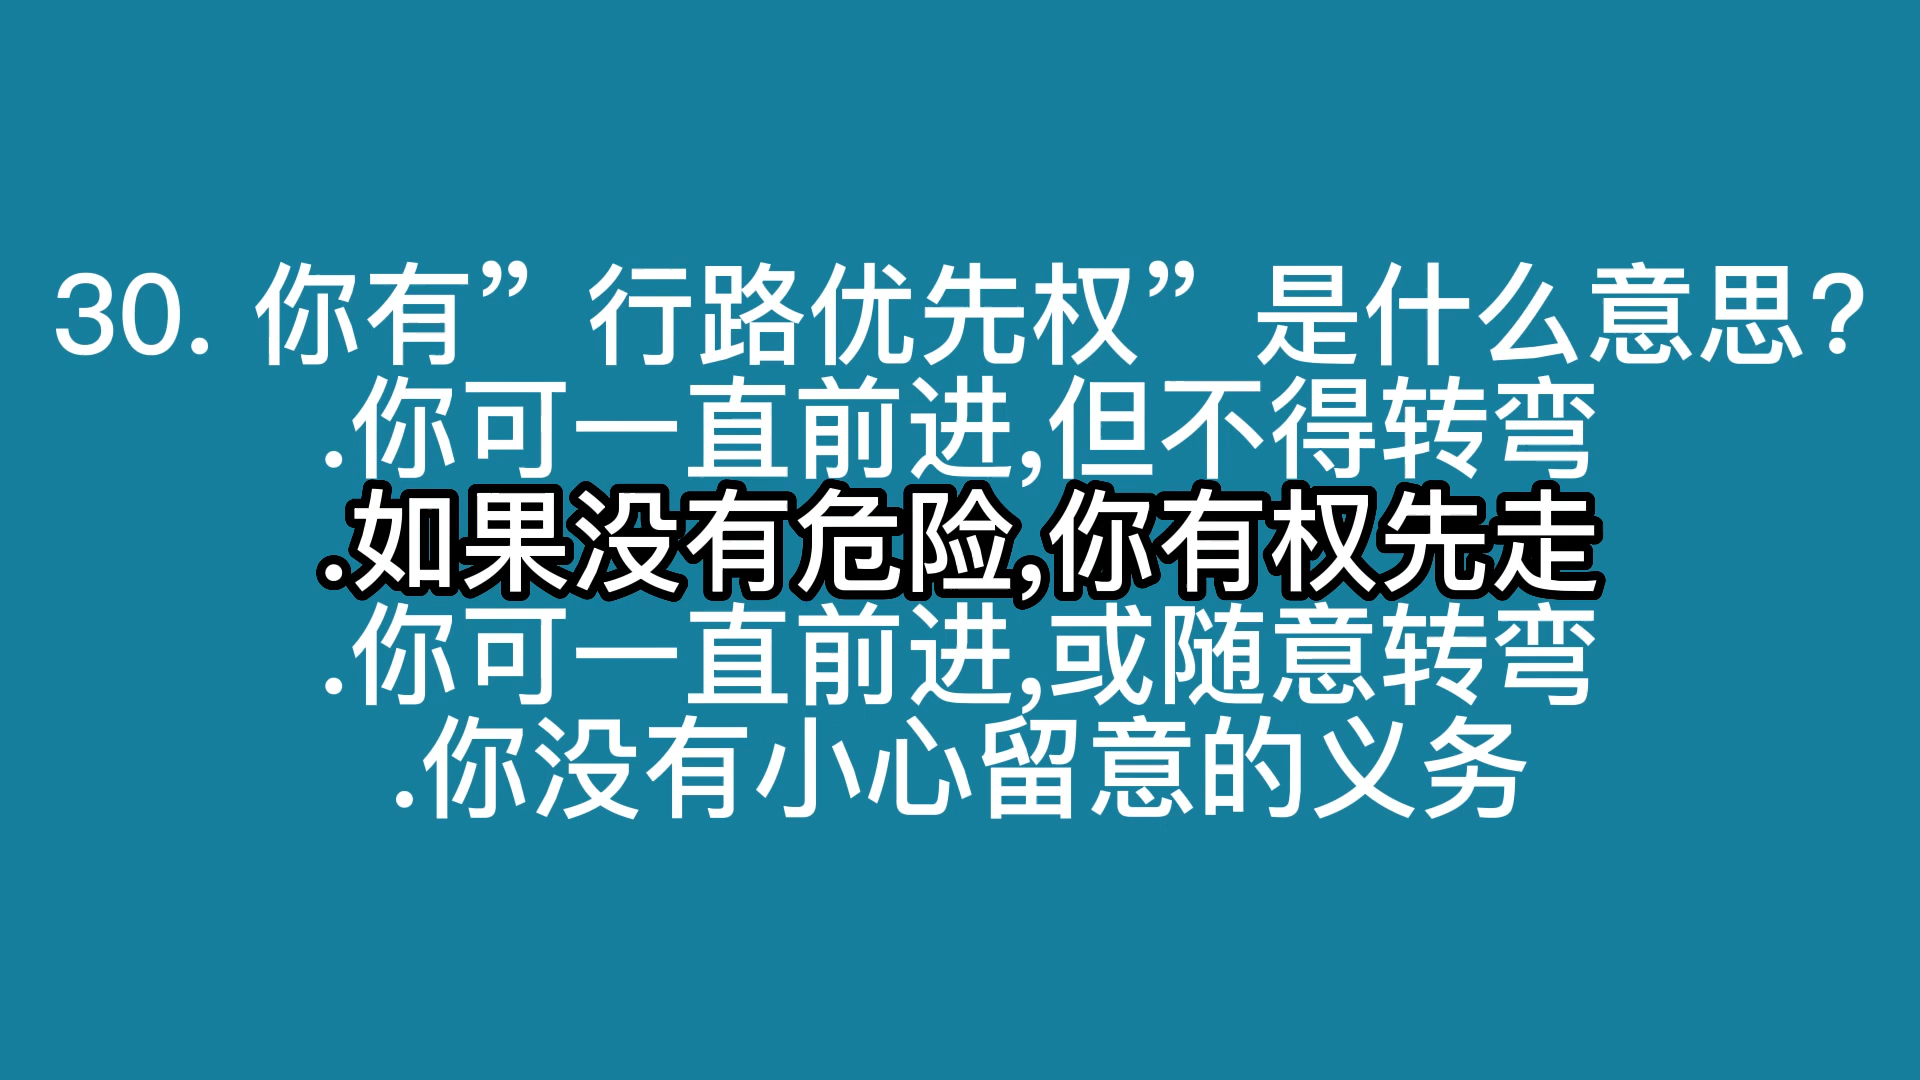 30. 你有”行路优先权”是什么意思?
.你可一直前进,但不得转弯
.如果没有危险,你有权先走
.你可一直前进,或随意转弯
.你没有小心留意的义务